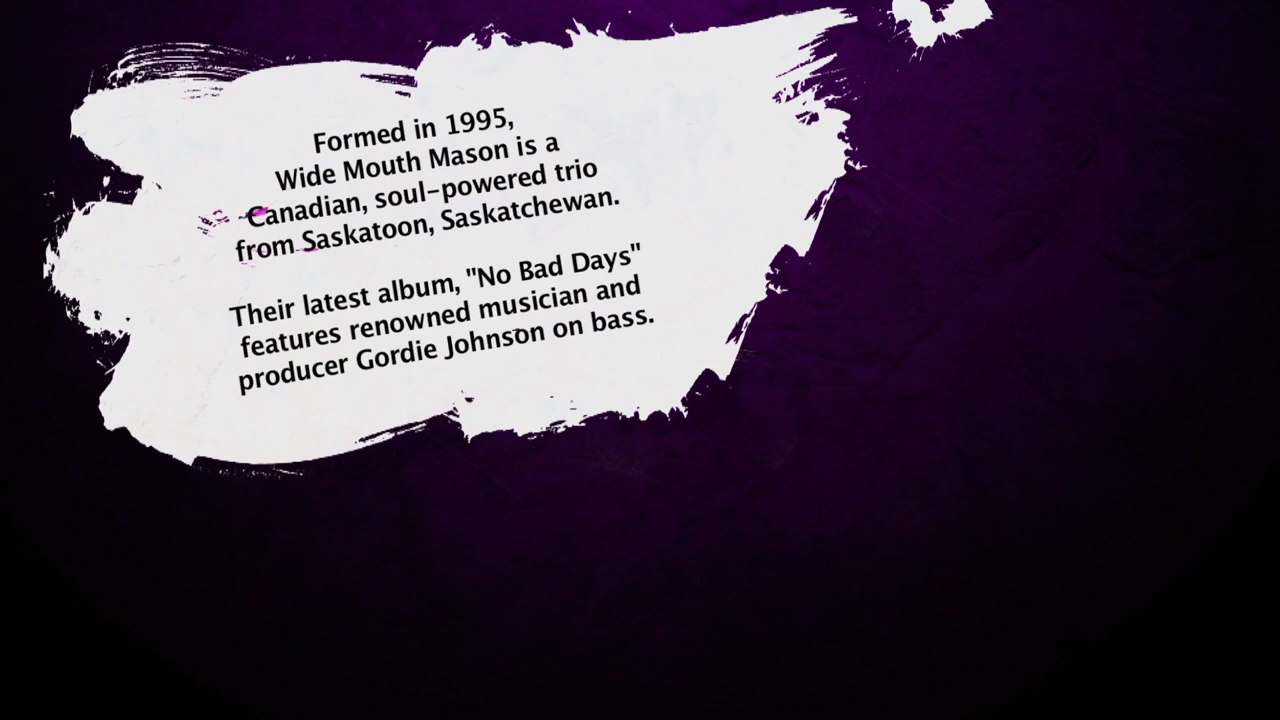 Formed in 1995,
Wide Mouth Mason is a
Canadian, soul-powered trio
from Saskatoon, Saskatchewan.
Their latest album, "No Bad Days"
features renowned musician and
producer Gordie Johnson on bass.